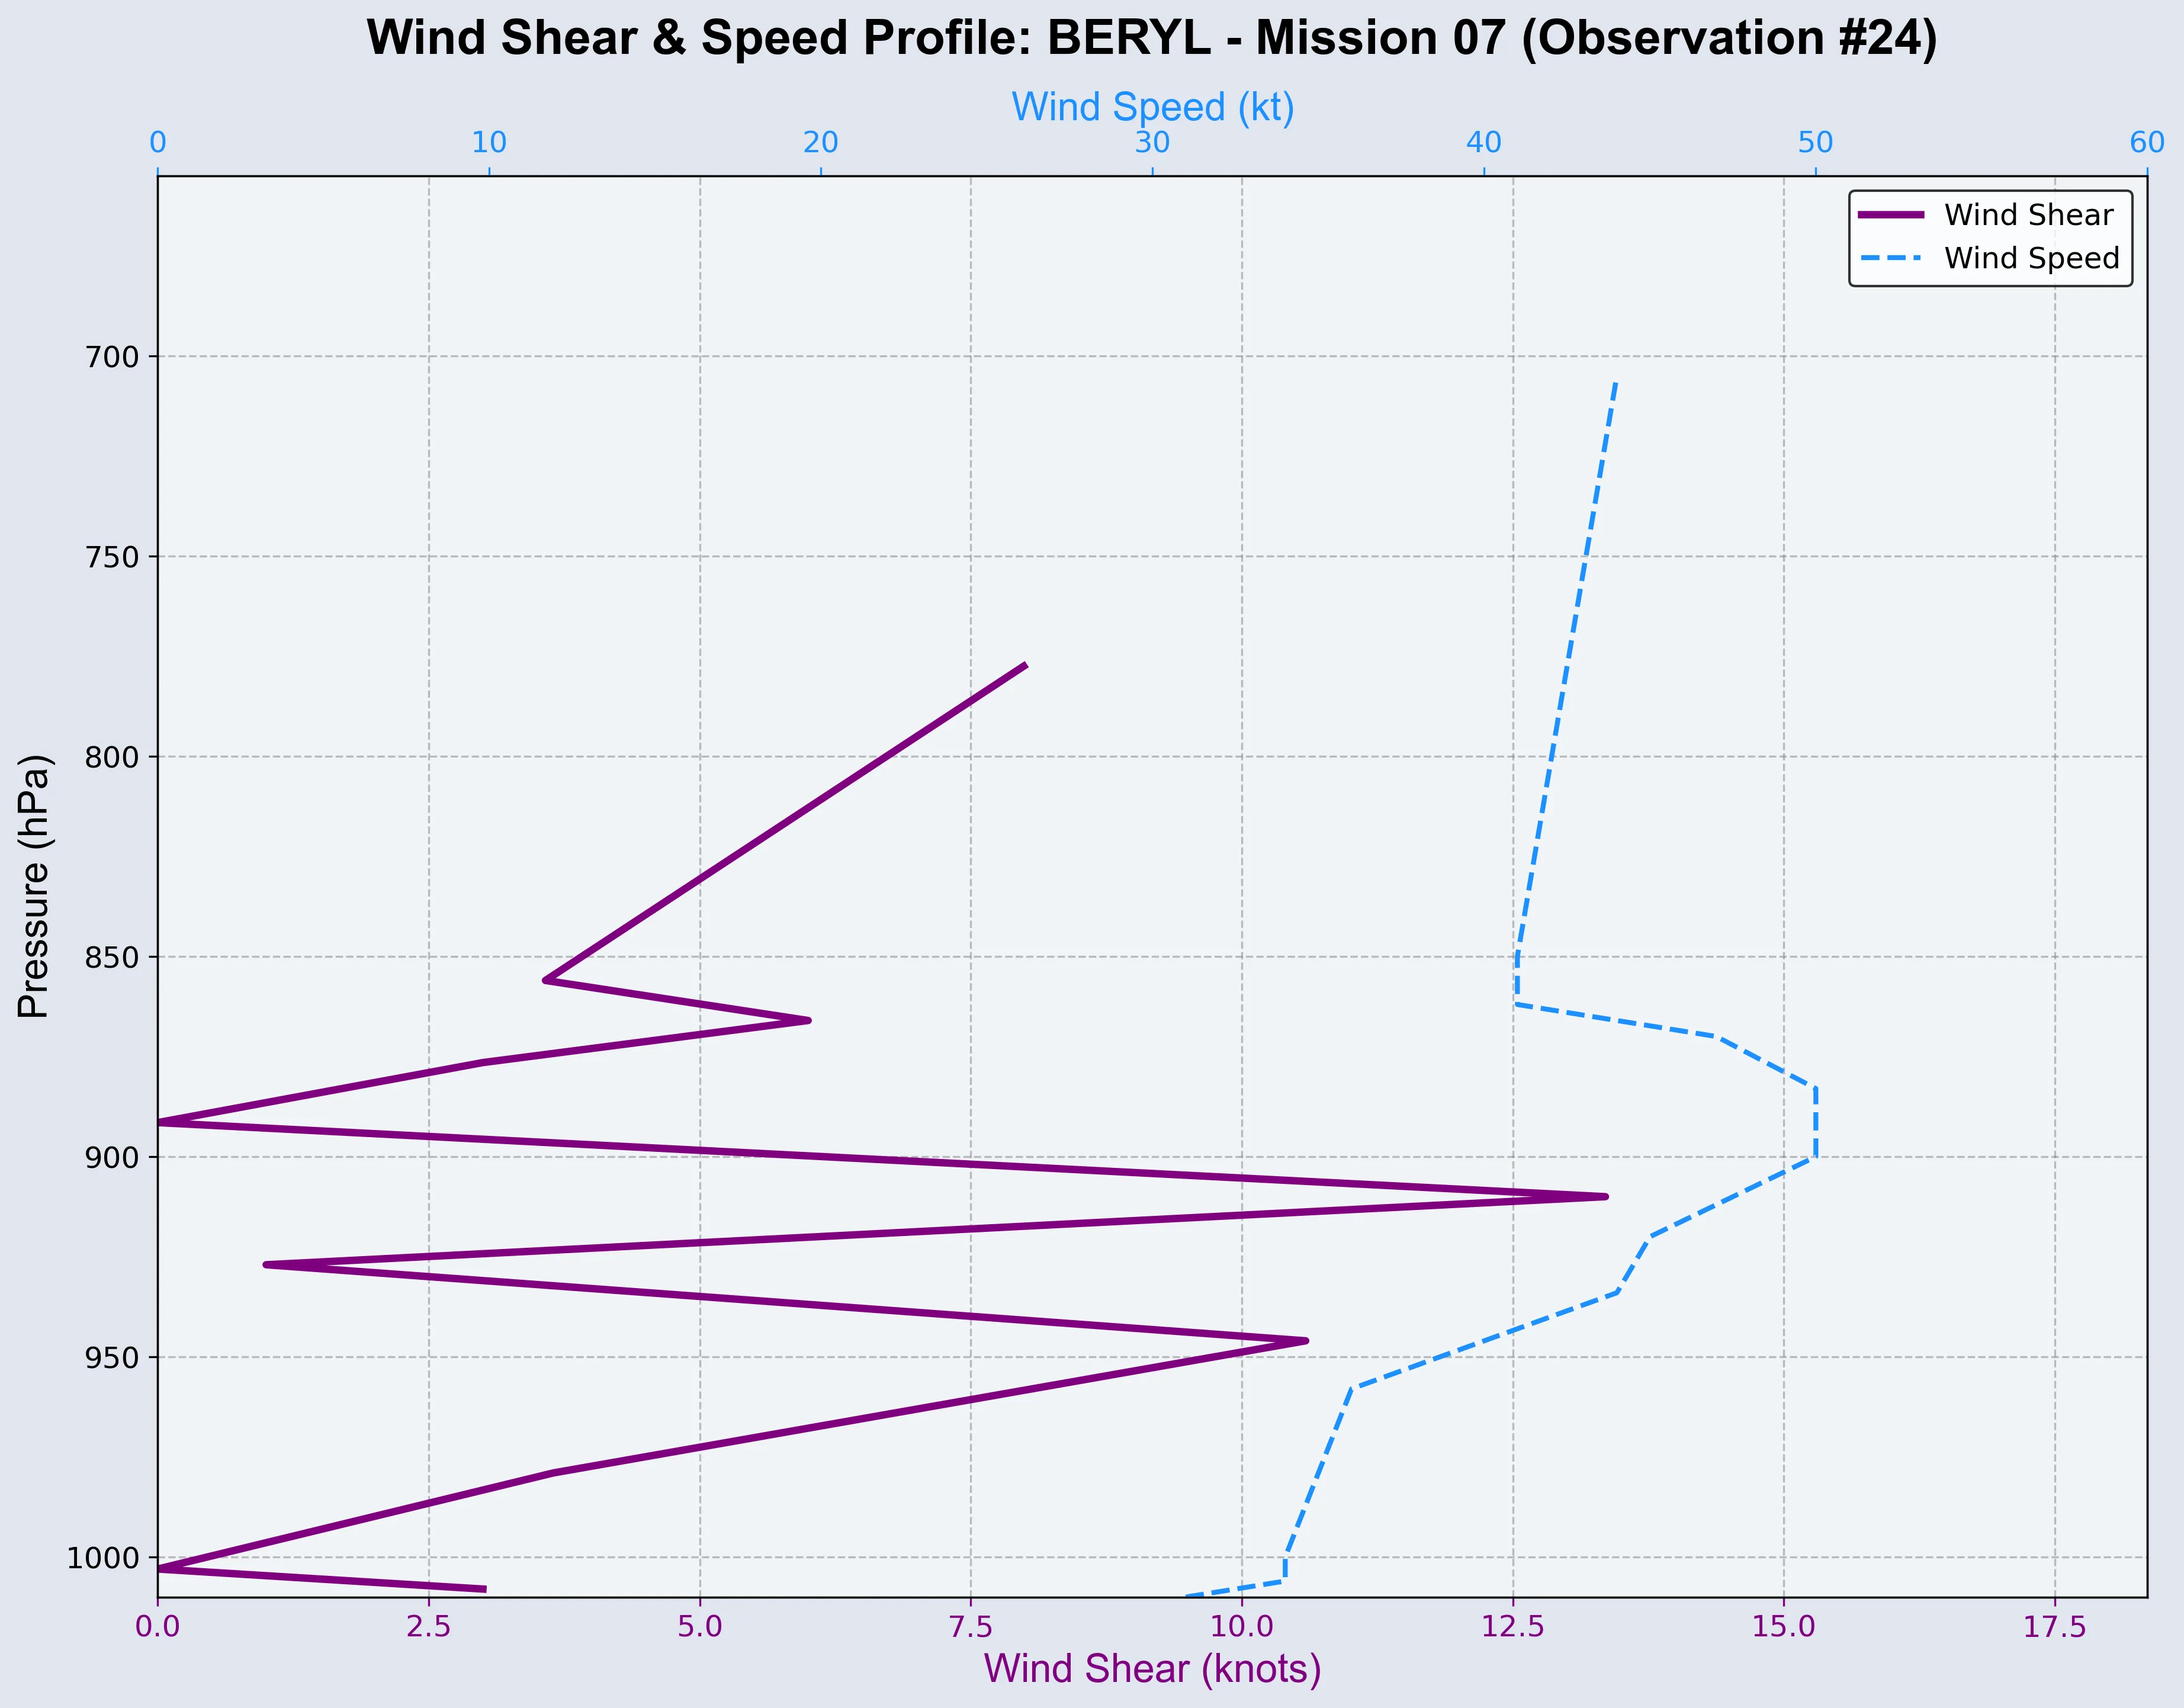 Wind Shear & Speed Profile: BERYL - Mission 07 (Observation #24)
Wind Speed (kt)
0 10 20 30 40 50 60
Wind Shear
Wind Speed
Pressure (hPa)
700
750
800
850
900
950
1000
0.0 2.5 5.0 7.5 10.0 12.5 15.0 17.5
Wind Shear (knots)